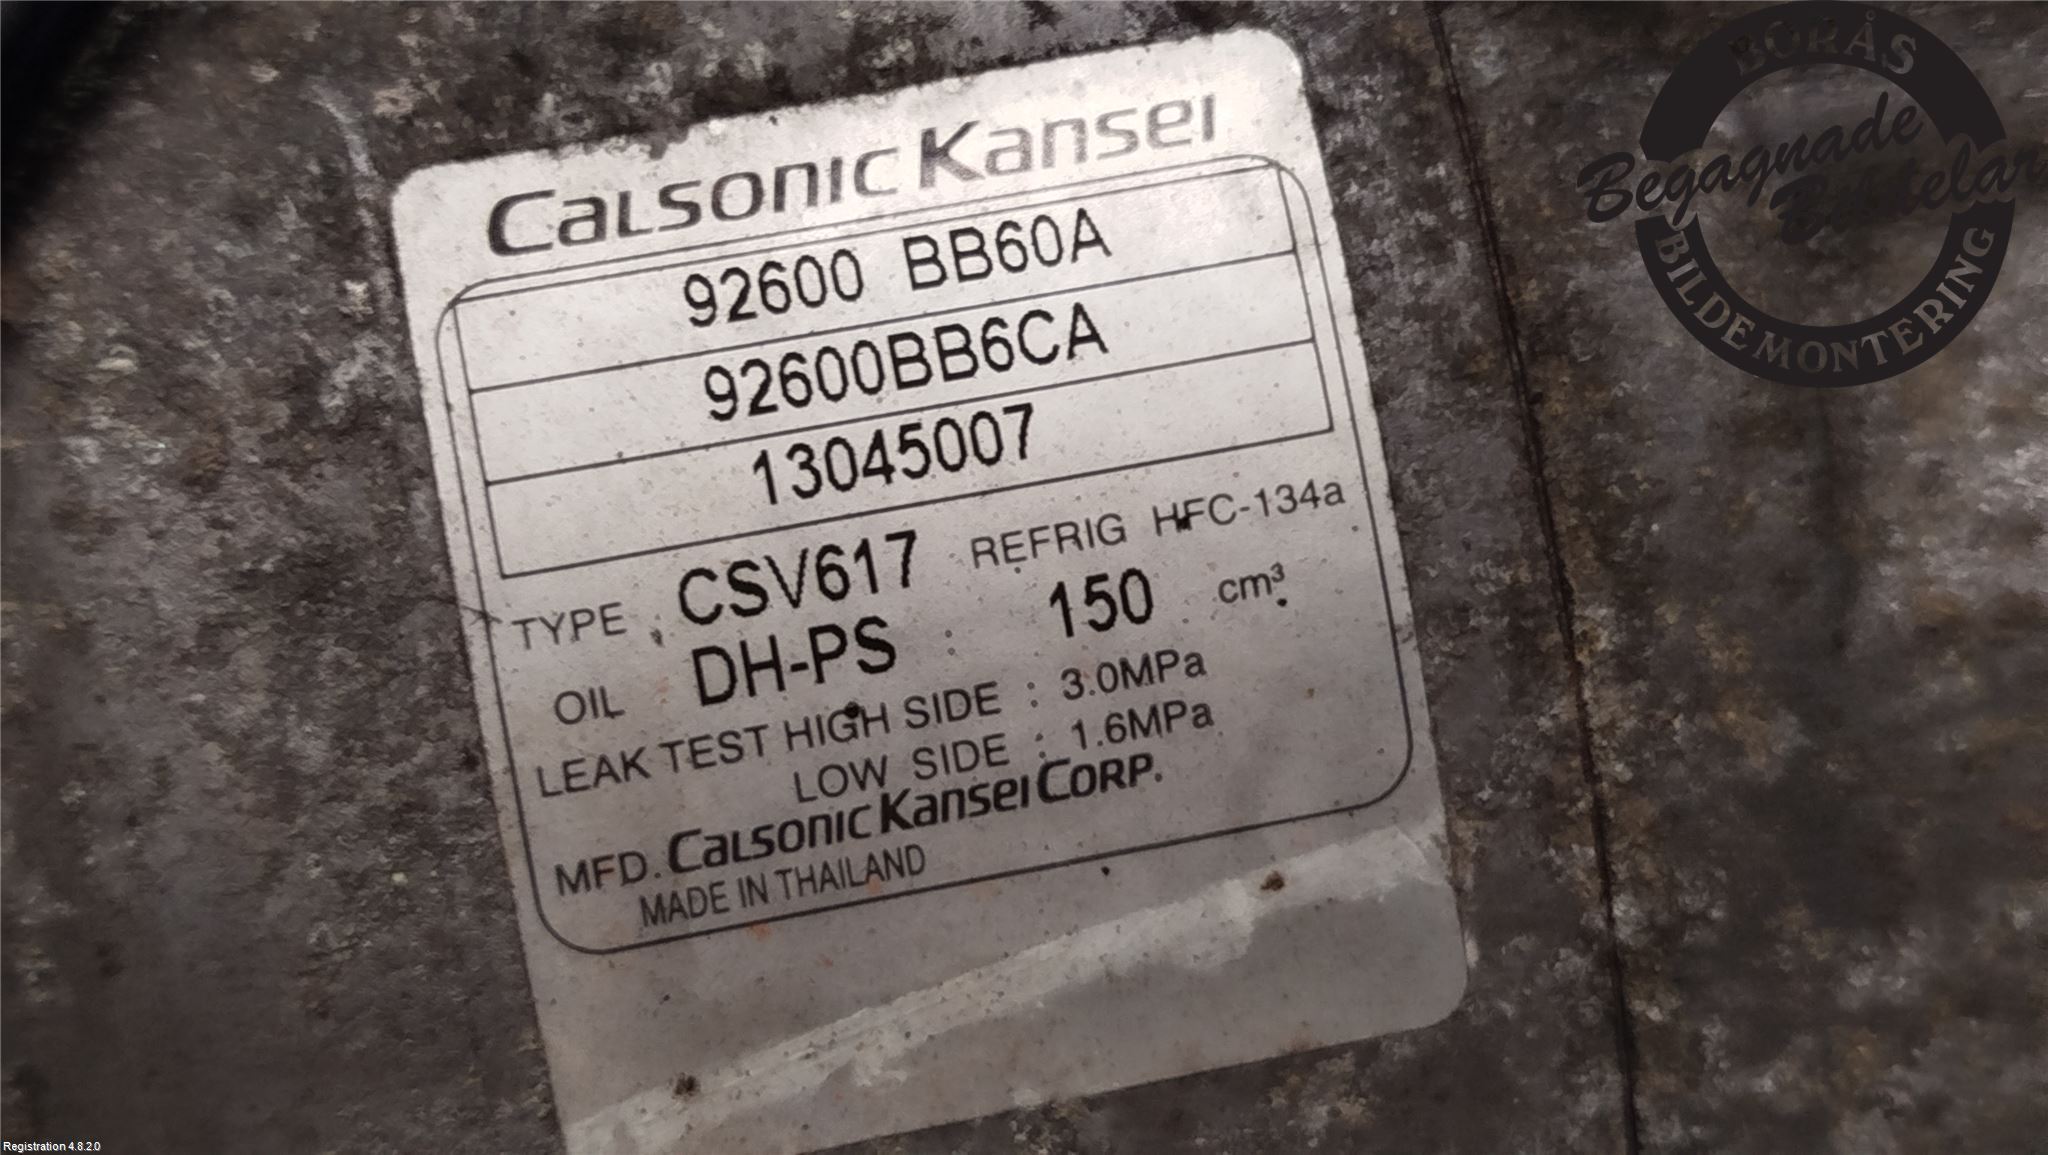 Calsonic Kansei
92600 BB60A
92600BB6CA
13045007
TYPE CSV617 REFRIG HFC-134a
OIL DH-PS 150 cm³
LEAK TEST HIGH SIDE : 3.0MPa
LOW SIDE : 1.6MPa
MFD. Calsonic Kansei CORP.
MADE IN THAILAND
BORÅS
Begagnade
Bildelar
BILDEMONTERING
Registration 4.8.2.0